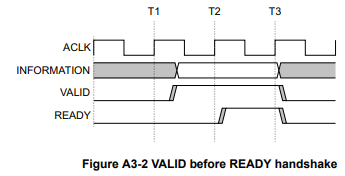 T1 T2 T3
ACLK
INFORMATION
VALID
READY
Figure A3-2 VALID before READY handshake